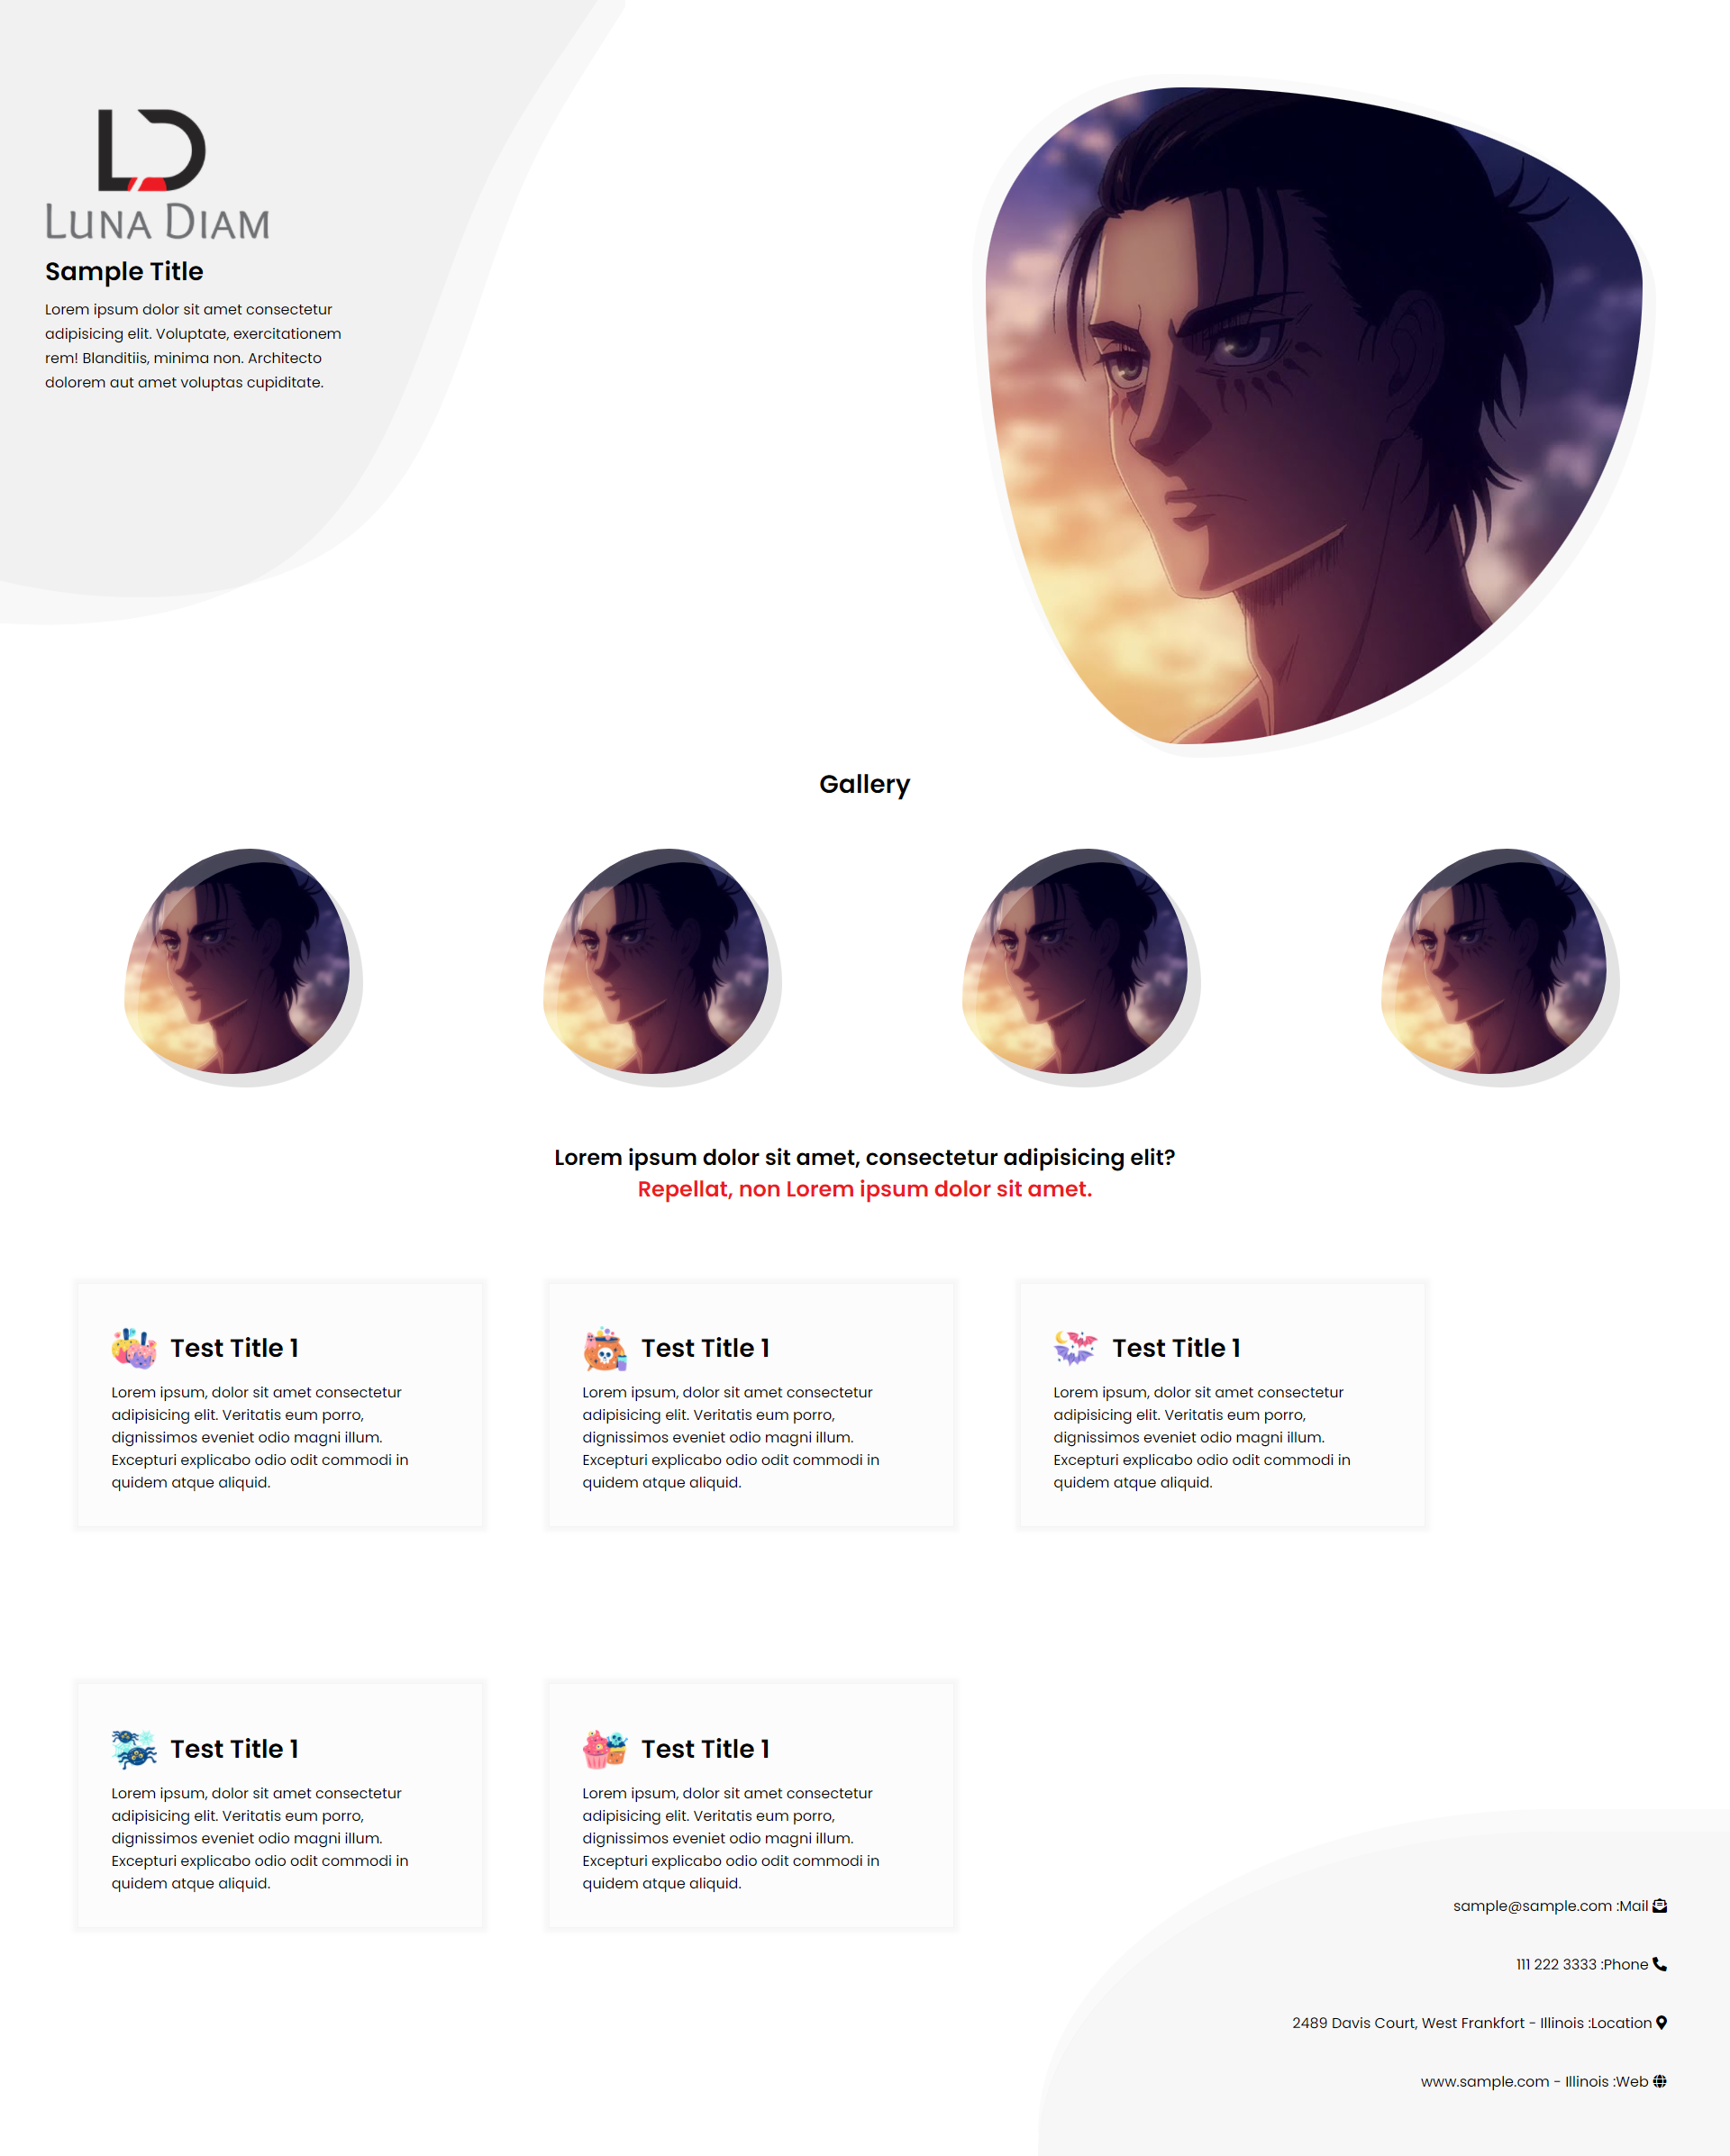 LUNA DIAM
Sample Title
Lorem ipsum dolor sit amet consectetur
adipisicing elit. Voluptate, exercitationem
rem! Blanditiis, minima non. Architecto
dolorem aut amet voluptas cupiditate.
Gallery
Lorem ipsum dolor sit amet, consectetur adipisicing elit?
Repellat, non Lorem ipsum dolor sit amet.
Test Title 1
Lorem ipsum, dolor sit amet consectetur
adipisicing elit. Veritatis eum porro,
dignissimos eveniet odio magni illum.
Excepturi explicabo odio odit commodi in
quidem atque aliquid.
Test Title 1
Lorem ipsum, dolor sit amet consectetur
adipisicing elit. Veritatis eum porro,
dignissimos eveniet odio magni illum.
Excepturi explicabo odio odit commodi in
quidem atque aliquid.
Test Title 1
Lorem ipsum, dolor sit amet consectetur
adipisicing elit. Veritatis eum porro,
dignissimos eveniet odio magni illum.
Excepturi explicabo odio odit commodi in
quidem atque aliquid.
Test Title 1
Lorem ipsum, dolor sit amet consectetur
adipisicing elit. Veritatis eum porro,
dignissimos eveniet odio magni illum.
Excepturi explicabo odio odit commodi in
quidem atque aliquid.
Test Title 1
Lorem ipsum, dolor sit amet consectetur
adipisicing elit. Veritatis eum porro,
dignissimos eveniet odio magni illum.
Excepturi explicabo odio odit commodi in
quidem atque aliquid.
sample@sample.com :Mail
111 222 3333 :Phone
2489 Davis Court, West Frankfort - Illinois :Location
www.sample.com - Illinois :Web